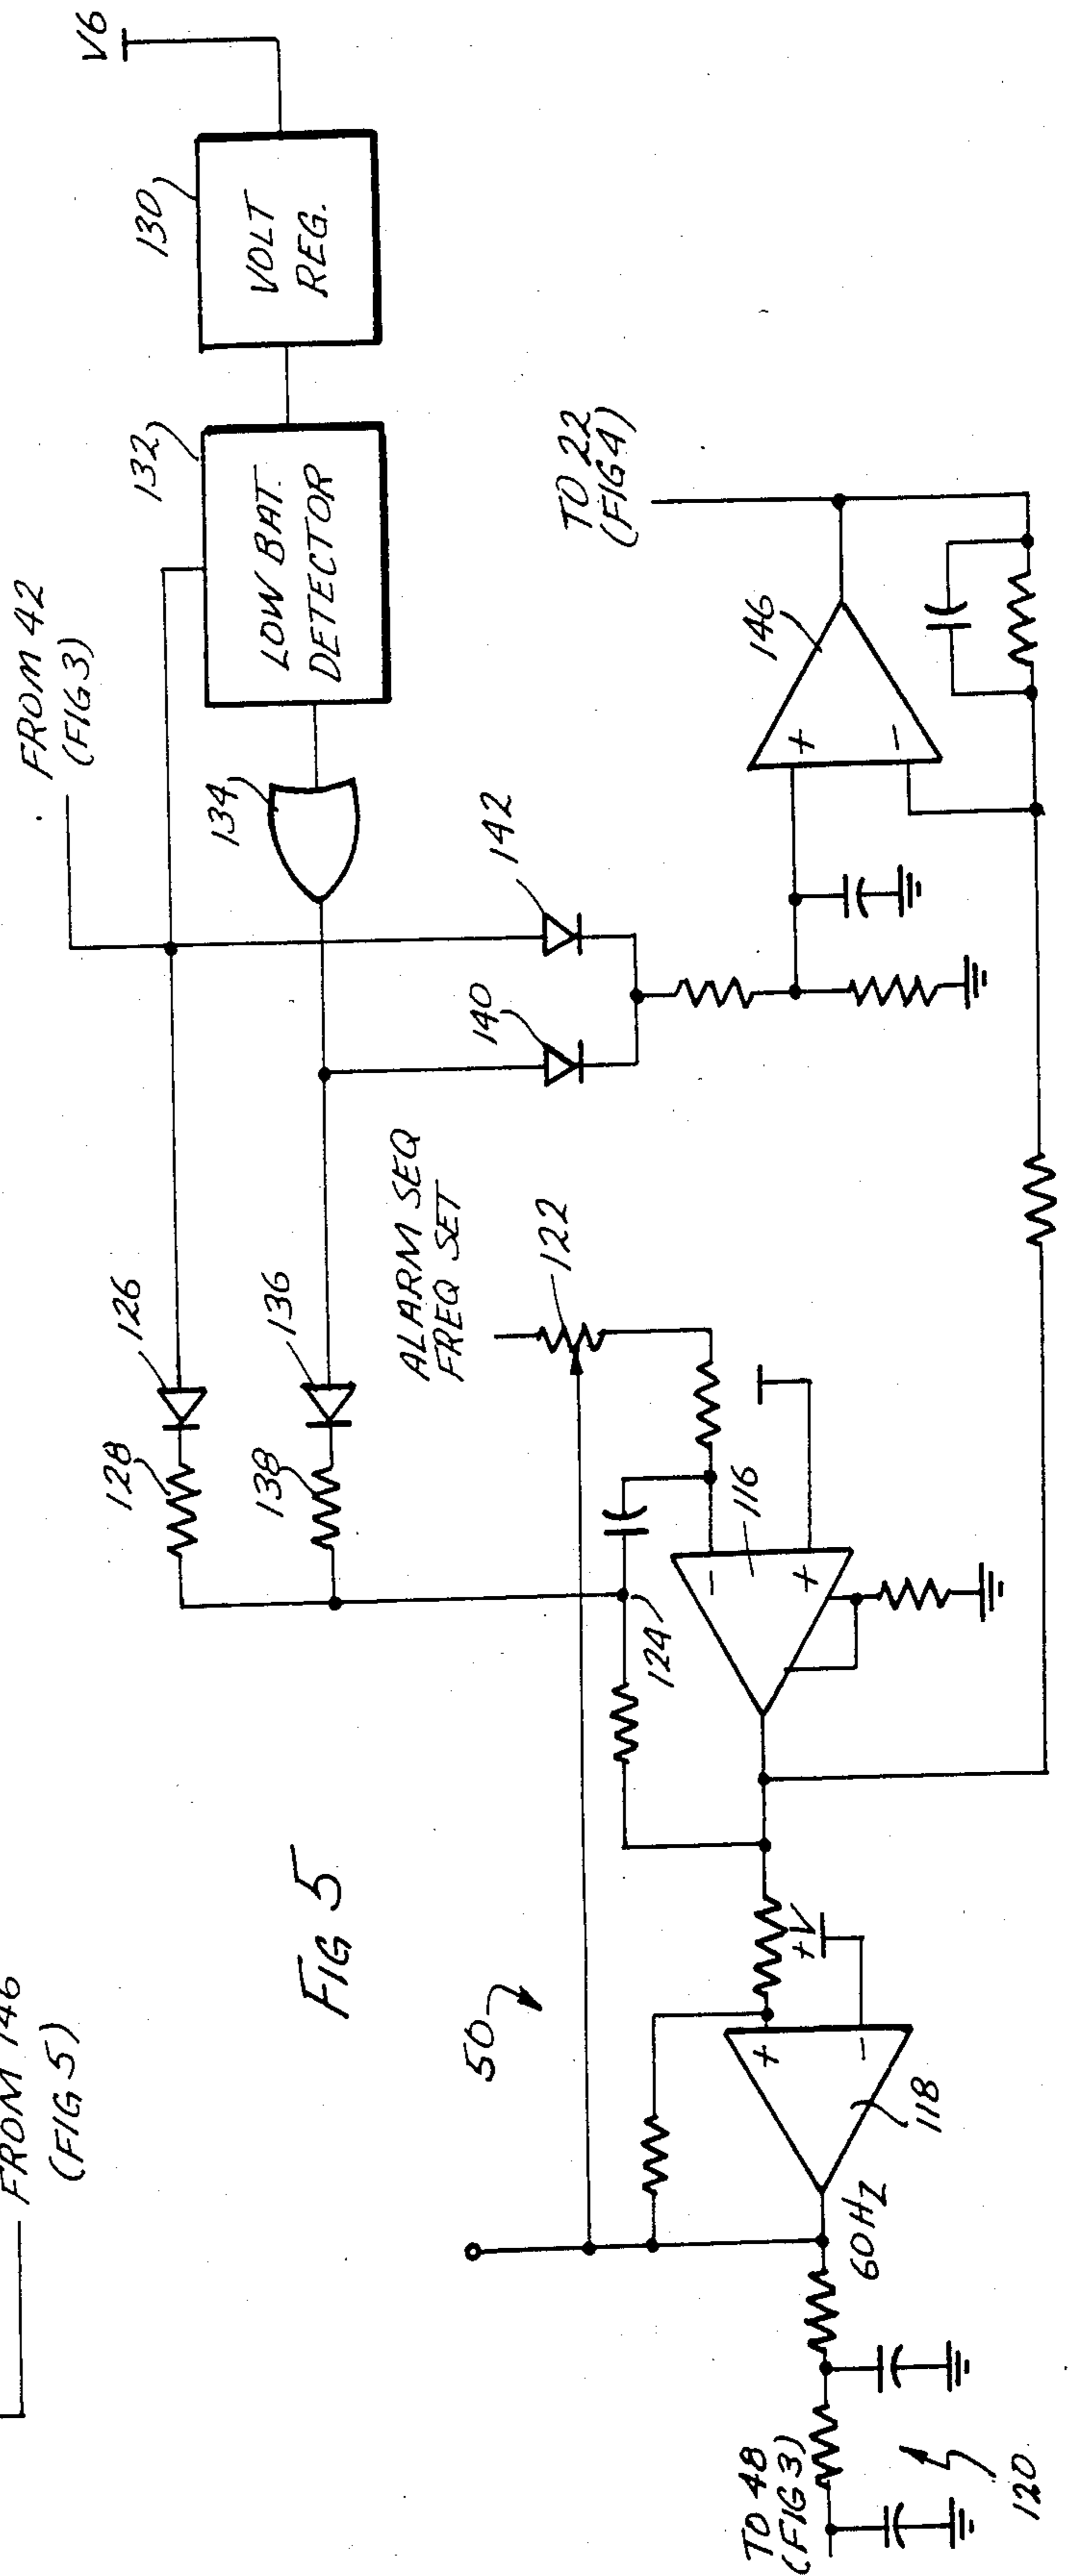 FROM 146
(FIG 5)
FIG 5
50
TO 48
(FIG 3)
120
60HZ
118
+
-
+V
124
116
-
+
122
ALARM SEQ
FREQ SET
128
126
138
136
140
142
FROM 42
(FIG 3)
134
132
LOW BAT.
DETECTOR
130
VOLT
REG.
V6
146
+
-
TO 22
(FIG 4)